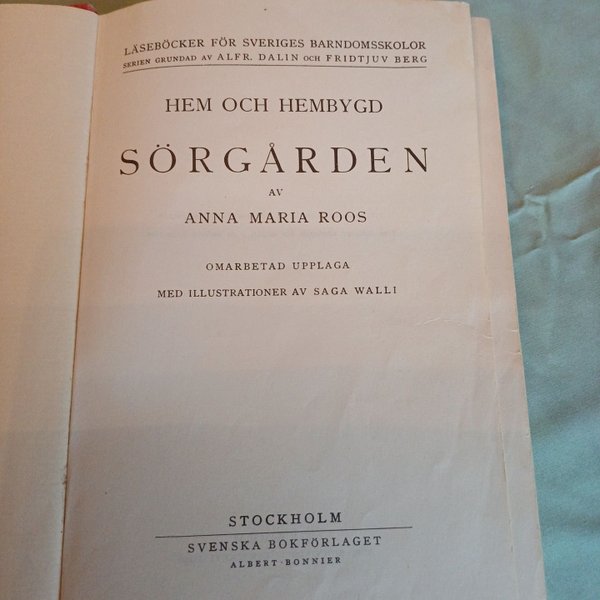 LÄSEBÖCKER FÖR SVERIGES BARNDOMSSKOLOR
SERIEN GRUNDAD AV ALFR. DALIN OCH FRIDTJUV BERG
HEM OCH HEMBYGD
SÖRGÅRDEN
AV
ANNA MARIA ROOS
OMARBETAD UPPLAGA
MED ILLUSTRATIONER AV SAGA WALLI
STOCKHOLM
SVENSKA BOKFÖRLAGET
ALBERT · BONNIER